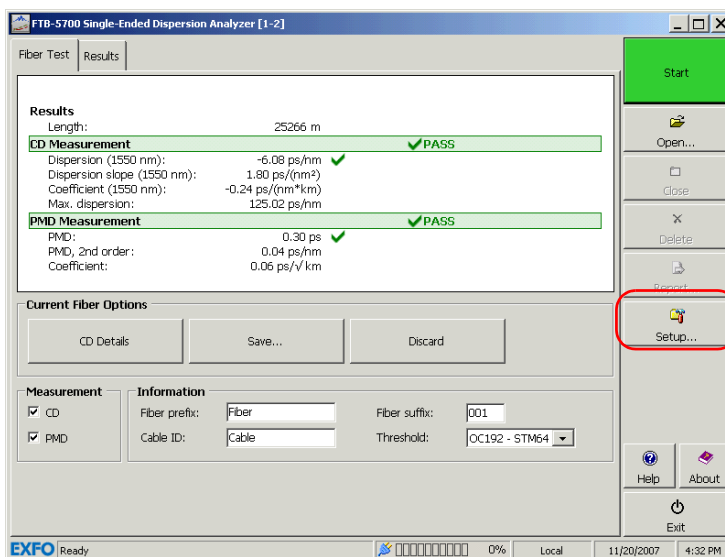 FTB-5700 Single-Ended Dispersion Analyzer [1-2]
Fiber Test
Results
Results
Length: 25266 m
CD Measurement PASS
Dispersion (1550 nm): -6.08 ps/nm
Dispersion slope (1550 nm): 1.80 ps/(nm²)
Coefficient (1550 nm): -0.24 ps/(nm*km)
Max. dispersion: 125.02 ps/nm
PMD Measurement PASS
PMD: 0.30 ps
PMD, 2nd order: 0.04 ps/nm
Coefficient: 0.06 ps/√km
Current Fiber Options
CD Details
Save...
Discard
Measurement
CD
PMD
Information
Fiber prefix: Fiber
Fiber suffix: 001
Cable ID: Cable
Threshold: OC192 - STM64
Start
Open...
Close
Delete
Report...
Setup...
Help
About
Exit
EXFO Ready
0%
Local
11/20/2007
4:32 PM